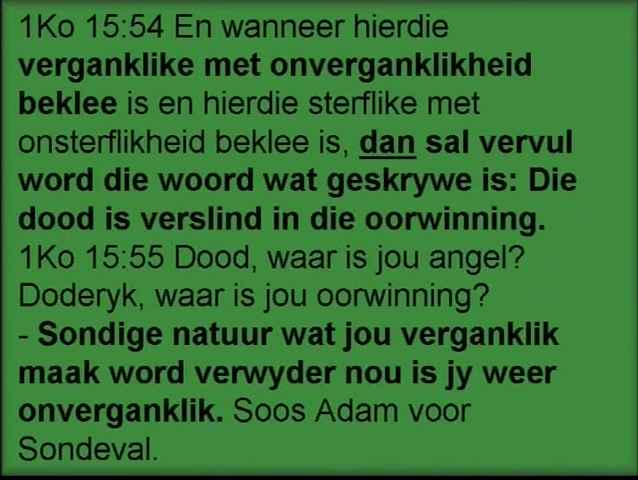 1Ko 15:54 En wanneer hierdie
verganklike met onverganklikheid
beklee is en hierdie sterflike met
onsterflikheid beklee is, dan sal vervul
word die woord wat geskrywe is: Die
dood is verslind in die oorwinning.
1Ko 15:55 Dood, waar is jou angel?
Doderyk, waar is jou oorwinning?
- Sondige natuur wat jou verganklik
maak word verwyder nou is jy weer
onverganklik. Soos Adam voor
Sondeval.